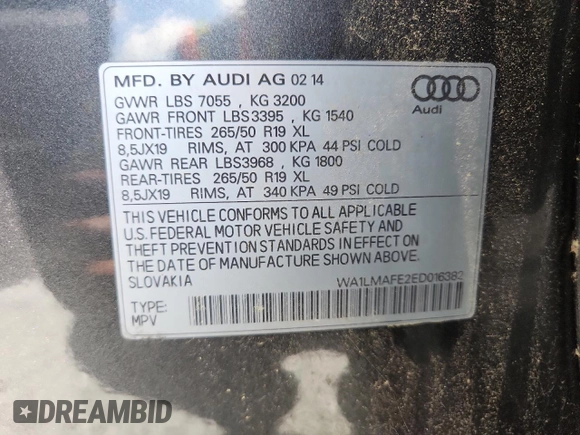 MFD. BY AUDI AG 02 14
GVWR LBS 7055 , KG 3200
GAWR FRONT LBS3395 , KG 1540
FRONT-TIRES 265/50 R19 XL
8,5JX19 RIMS, AT 300 KPA 44 PSI COLD
GAWR REAR LBS3968 , KG 1800
REAR-TIRES 265/50 R19 XL
8,5JX19 RIMS, AT 340 KPA 49 PSI COLD
THIS VEHICLE CONFORMS TO ALL APPLICABLE
U.S. FEDERAL MOTOR VEHICLE SAFETY AND
THEFT PREVENTION STANDARDS IN EFFECT ON
THE DATE OF MANUFACTURE SHOWN ABOVE.
SLOVAKIA
WA1LMAFE2ED016383
TYPE:
MPV
Audi
DREAMBID